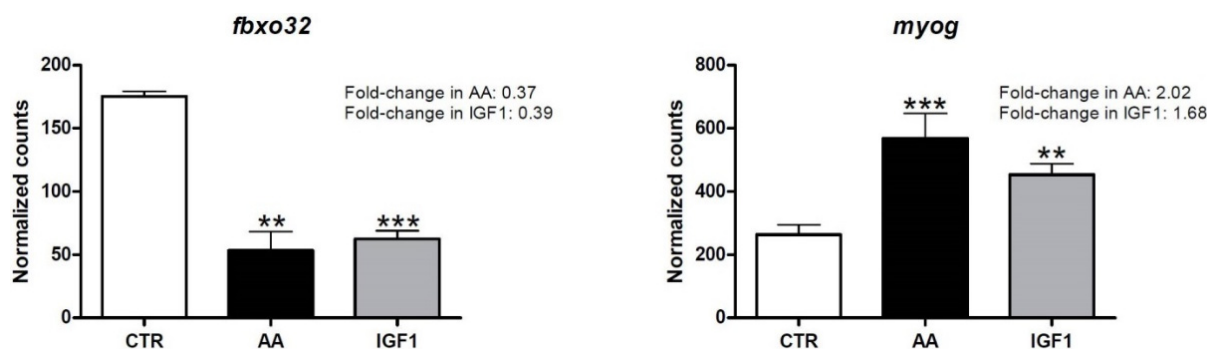 fbxo32
Normalized counts
200
150
100
50
0
Fold-change in AA: 0.37
Fold-change in IGF1: 0.39
**
***
CTR
AA
IGF1
myog
Normalized counts
800
600
400
200
0
Fold-change in AA: 2.02
Fold-change in IGF1: 1.68
***
**
CTR
AA
IGF1